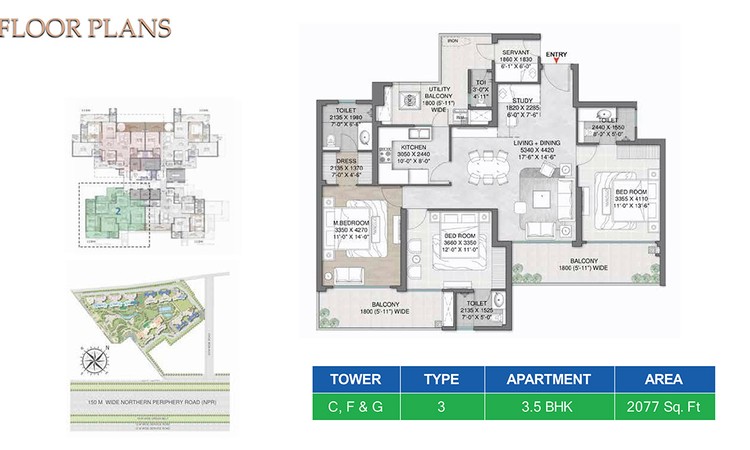 FLOOR PLANS
IRON
SERVANT
1860 X 1830
6'-1" X 6'-0"
ENTRY
TOI
3'-0"X
4'-11"
UTILITY
BALCONY
1800 (5'-11")
WIDE
STUDY
1820 X 2285
6'-0" X 7'-6"
TOILET
2135 X 1980
7'-0" X 6'-6"
TOILET
2440 X 1550
KITCHEN
3050 X 2440
10'-0" X 8'-0"
LIVING + DINING
5340 X 4420
17'-6" X 14'-6"
DRESS
2135 X 1370
7'-0" X 4'-6"
M.BEDROOM
3350 X 4270
11'-0" X 14'-0"
BED ROOM
3660 X 3350
12'-0" X 11'-0"
BED ROOM
3355 X 4110
11'-0" X 13'-6"
BALCONY
1800 (5'-11") WIDE
BALCONY
1800 (5'-11") WIDE
TOILET
2135 X 1525
7'-0" X 5'-0"
2
N
150 M WIDE NORTHERN PERIPHERY ROAD (NPR)
TOWER TYPE APARTMENT AREA
C, F & G 3 3.5 BHK 2077 Sq. Ft